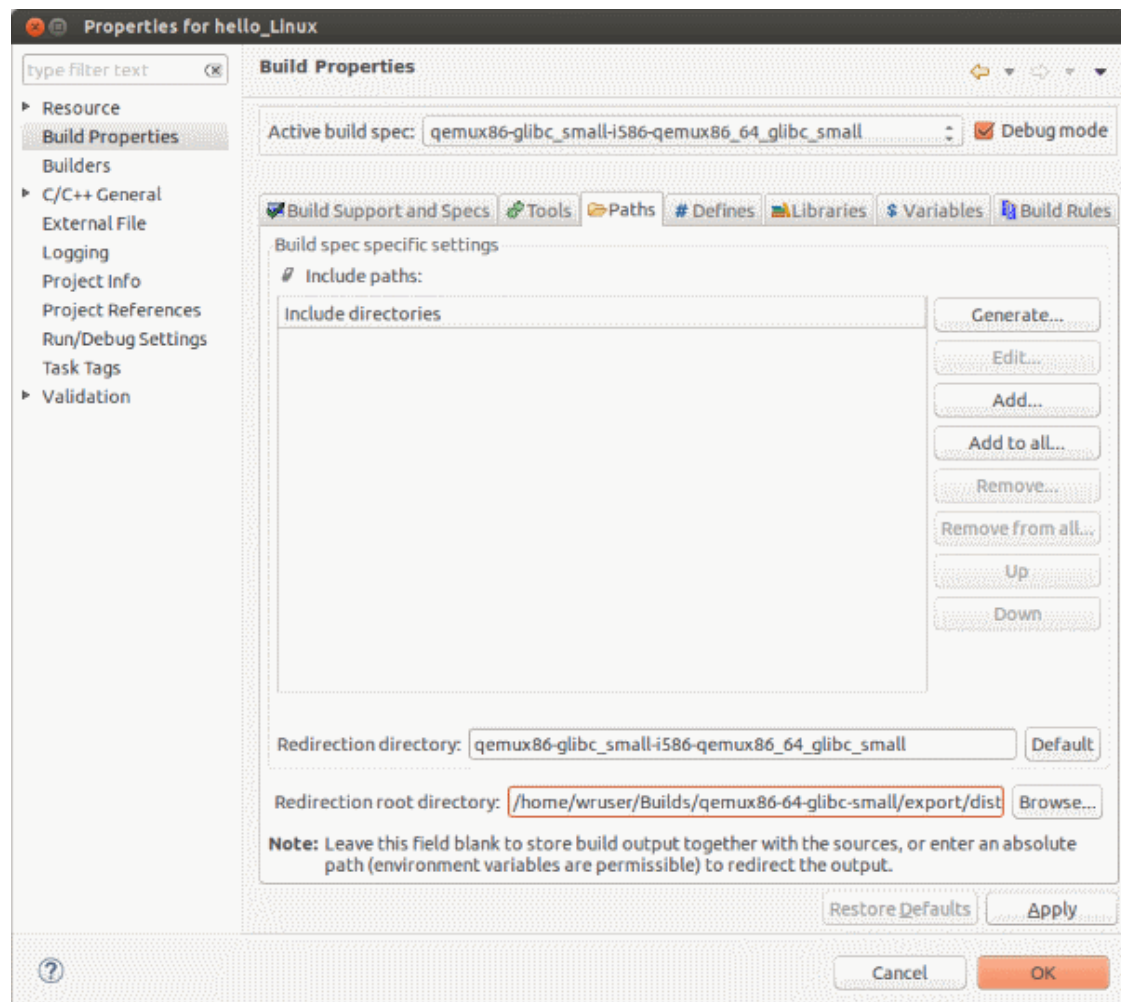 Properties for hello_Linux
type filter text
Resource
Build Properties
Builders
C/C++ General
External File
Logging
Project Info
Project References
Run/Debug Settings
Task Tags
Validation
Build Properties
Active build spec: qemux86-glibc_small-i586-qemux86_64_glibc_small Debug mode
Build Support and Specs Tools Paths # Defines Libraries $ Variables Build Rules
Build spec specific settings
Include paths:
Include directories
Generate...
Edit...
Add...
Add to all...
Remove...
Remove from all...
Up
Down
Redirection directory: qemux86-glibc_small-i586-qemux86_64_glibc_small Default
Redirection root directory: /home/wruser/Builds/qemux86-64-glibc-small/export/dist Browse...
Note: Leave this field blank to store build output together with the sources, or enter an absolute
path (environment variables are permissible) to redirect the output.
Restore Defaults Apply
? Cancel OK